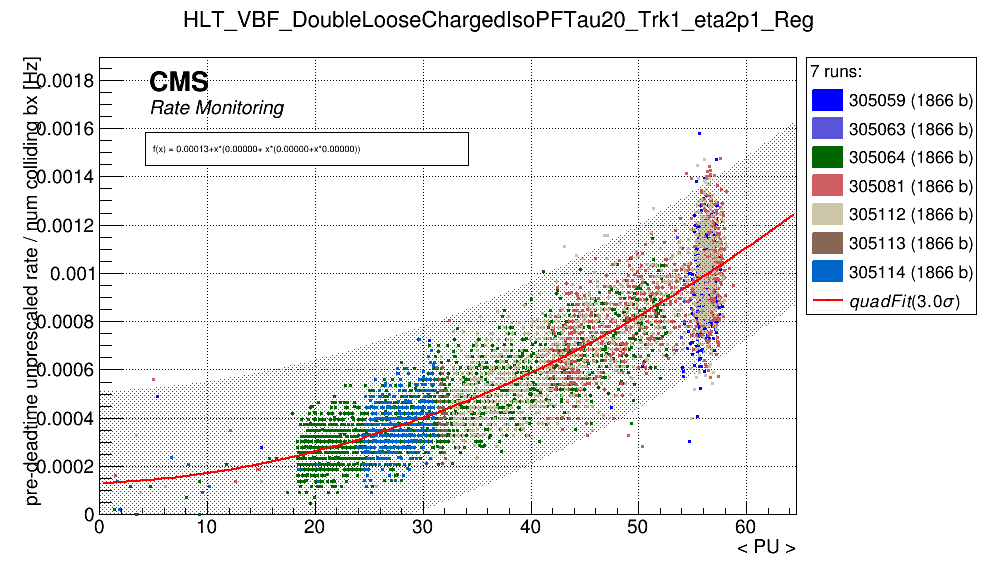 HLT_VBF_DoubleLooseChargedIsoPFTau20_Trk1_eta2p1_Reg
pre-deadtime unprescaled rate / num colliding bx [Hz]
0.0018
0.0016
0.0014
0.0012
0.001
0.0008
0.0006
0.0004
0.0002
0
CMS
Rate Monitoring
f(x) = 0.00013+x*(0.00000+ x*(0.00000+x*0.00000))
0 10 20 30 40 50 60
< PU >
7 runs:
305059 (1866 b)
305063 (1866 b)
305064 (1866 b)
305081 (1866 b)
305112 (1866 b)
305113 (1866 b)
305114 (1866 b)
quadFit(3.0σ)